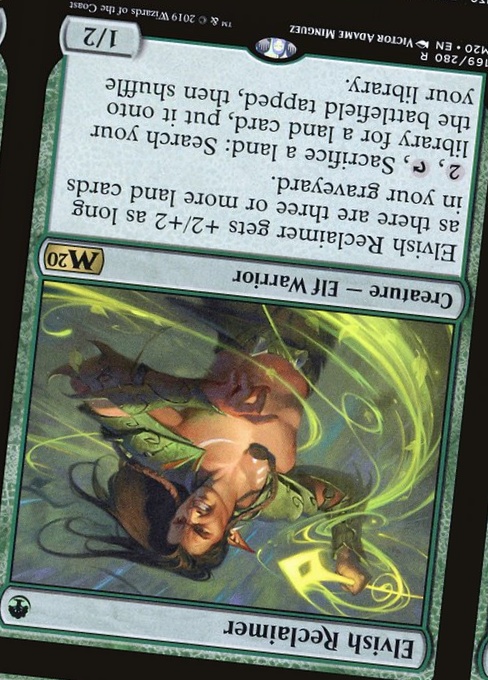 Elvish Reclaimer
Creature — Elf Warrior
M20
Elvish Reclaimer gets +2/+2 as long
as there are three or more land cards
in your graveyard.
2, , Sacrifice a land: Search your
library for a land card, put it onto
the battlefield tapped, then shuffle
your library.
1/2
169/280 R
M20 • EN VICTOR ADAME MINGUEZ
™ & © 2019 Wizards of the Coast